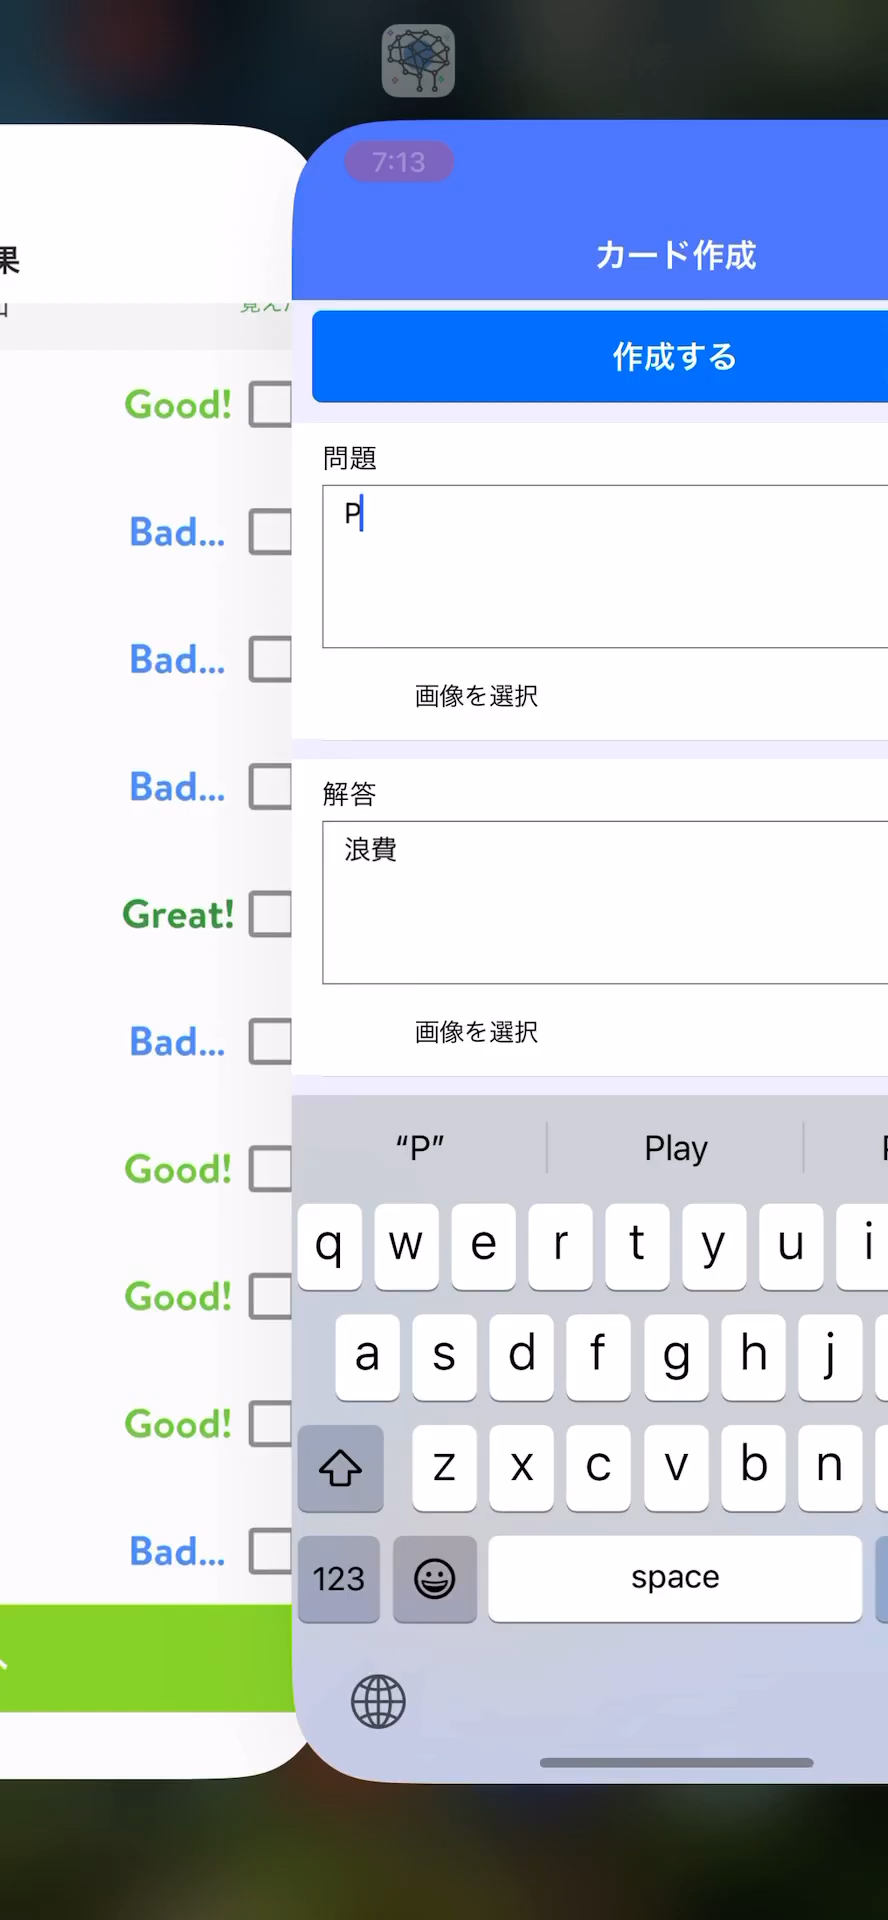 7:13
果
カード作成
作成する
Good!
Bad...
Bad...
Bad...
Great!
Bad...
Good!
Good!
Good!
Bad...
問題
P
画像を選択
解答
浪費
画像を選択
“P” Play
q w e r t y u i
a s d f g h j
z x c v b n
123 space